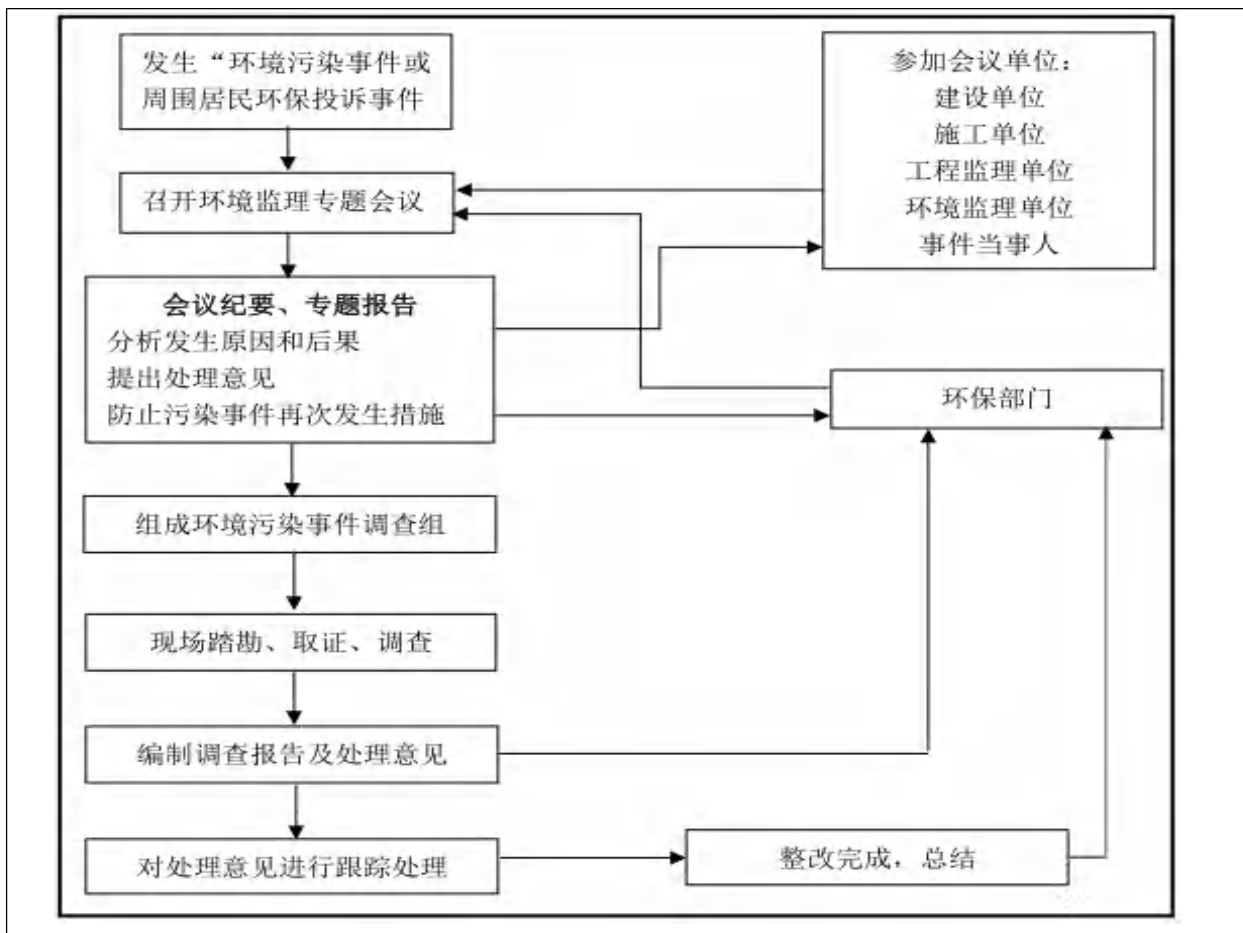 发生“环境污染事件或
周围居民环保投诉事件
参加会议单位：
建设单位
施工单位
工程监理单位
环境监理单位
事件当事人
召开环境监理专题会议
会议纪要、专题报告
分析发生原因和后果
提出处理意见
防止污染事件再次发生措施
环保部门
组成环境污染事件调查组
现场踏勘、取证、调查
编制调查报告及处理意见
对处理意见进行跟踪处理
整改完成，总结